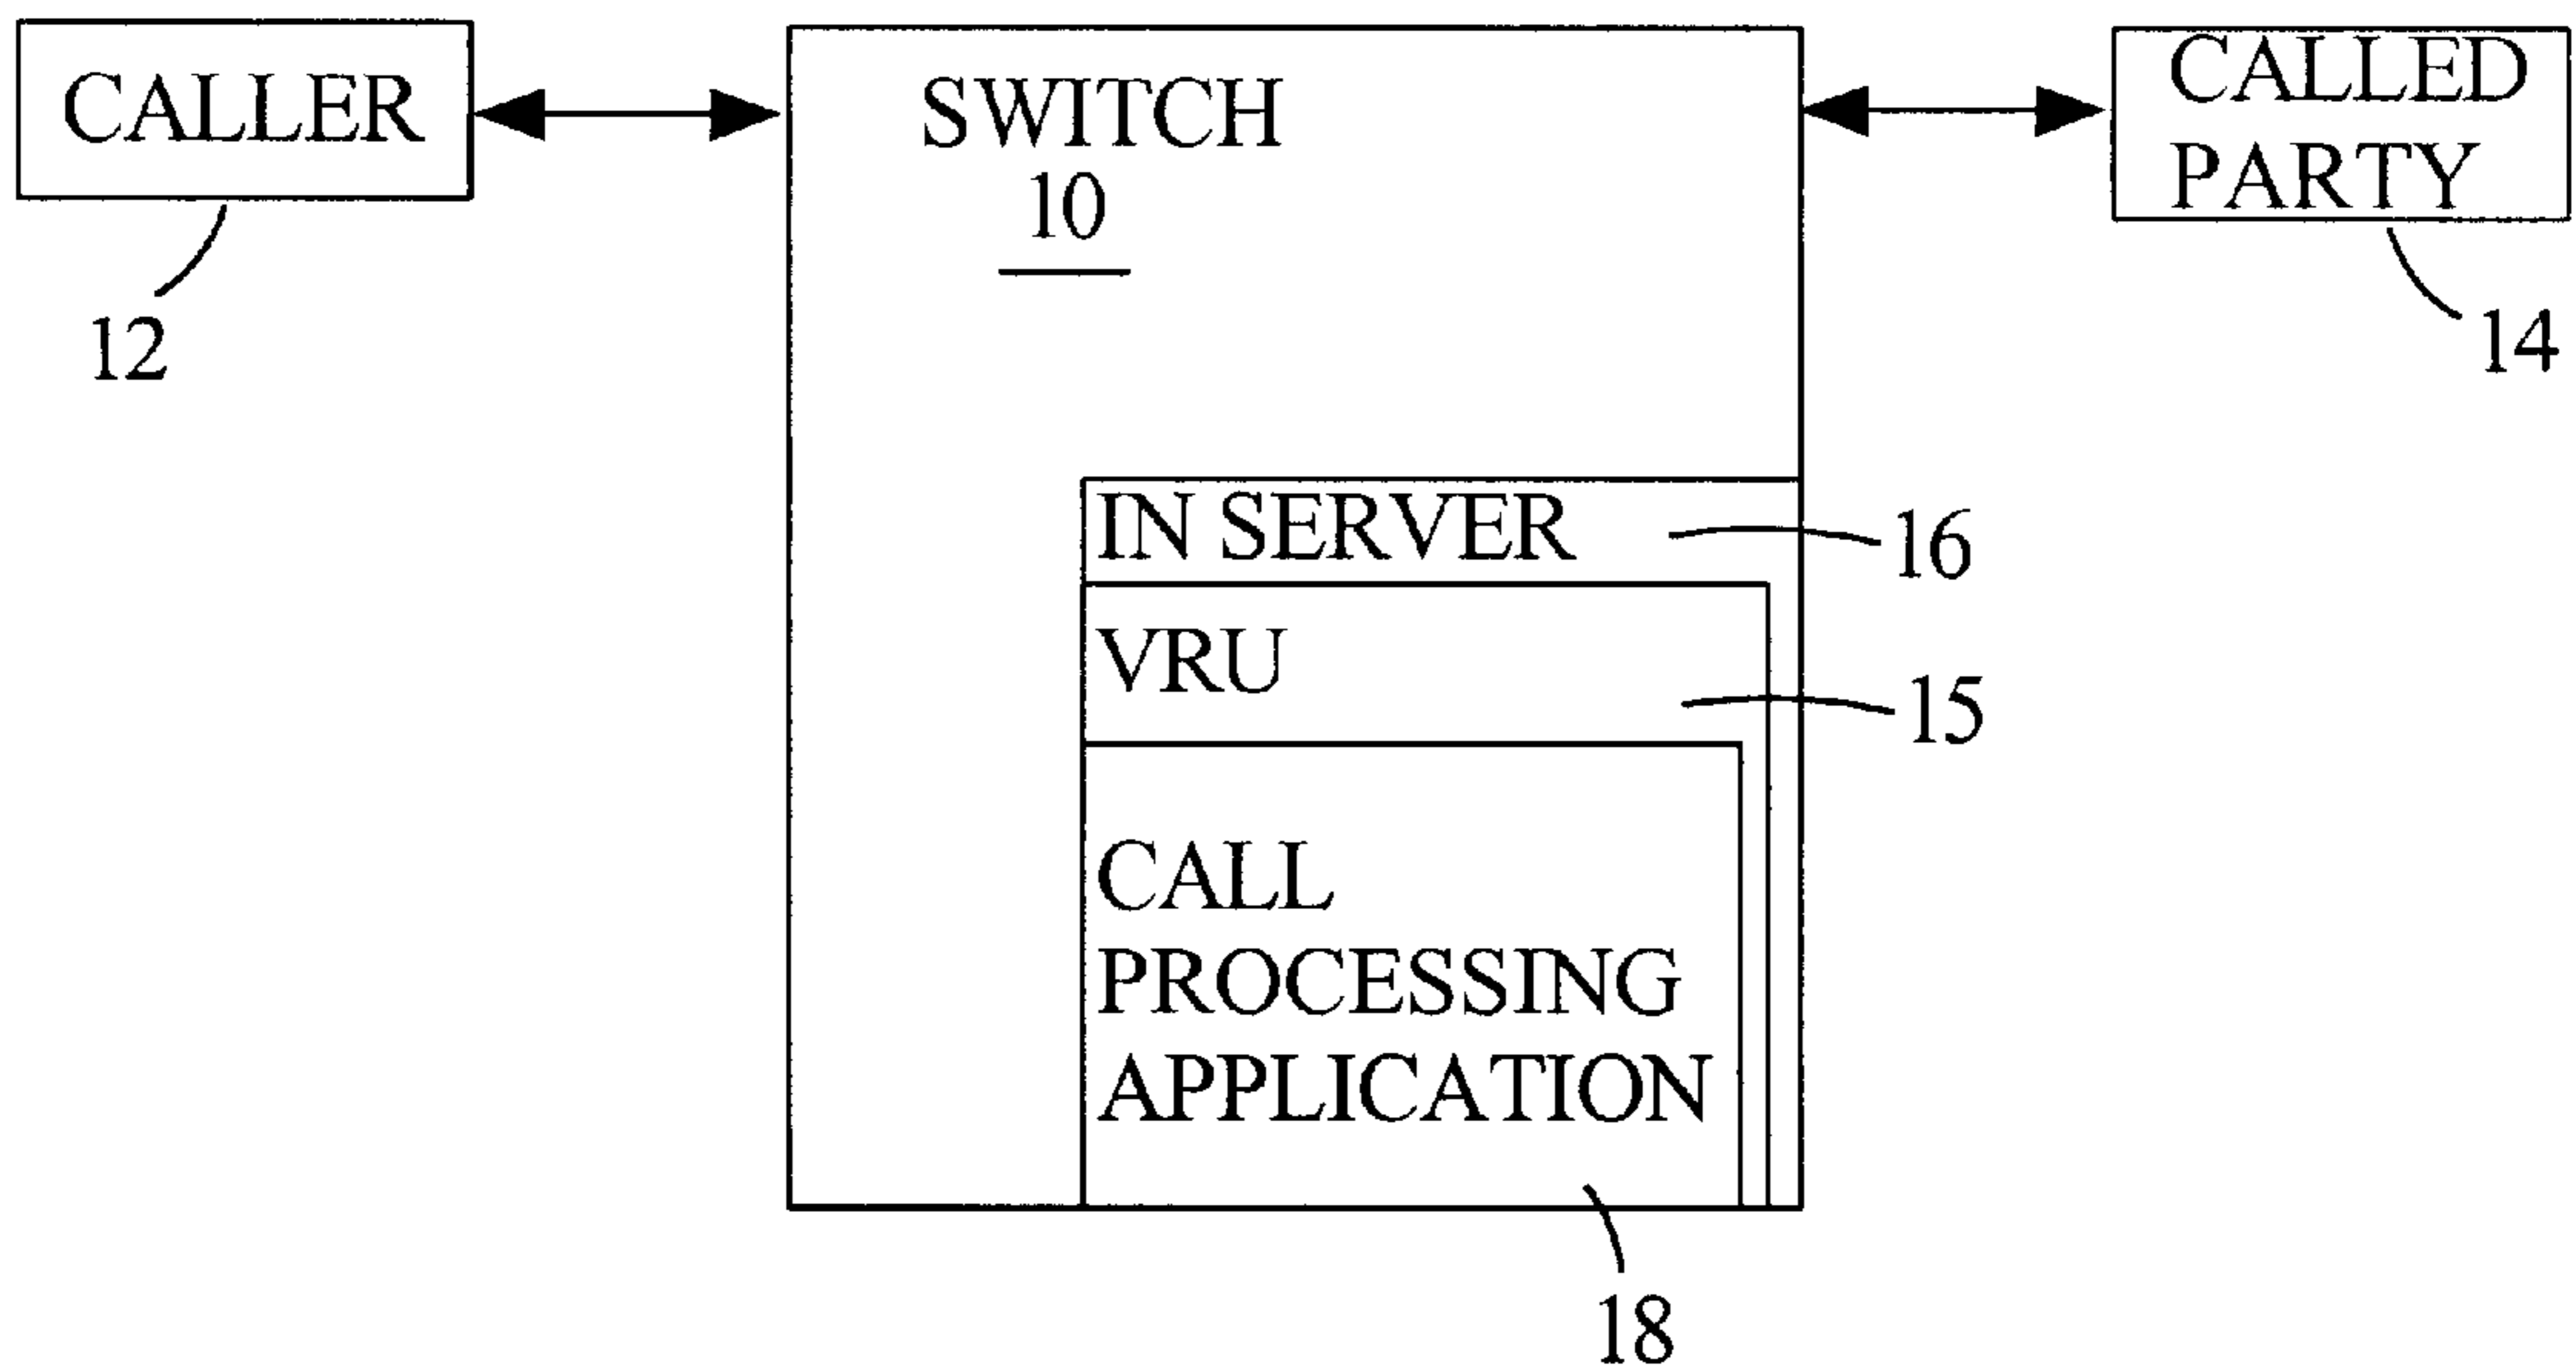 CALLER
12
SWITCH
10
CALLED
PARTY
14
IN SERVER
16
VRU
15
CALL
PROCESSING
APPLICATION
18